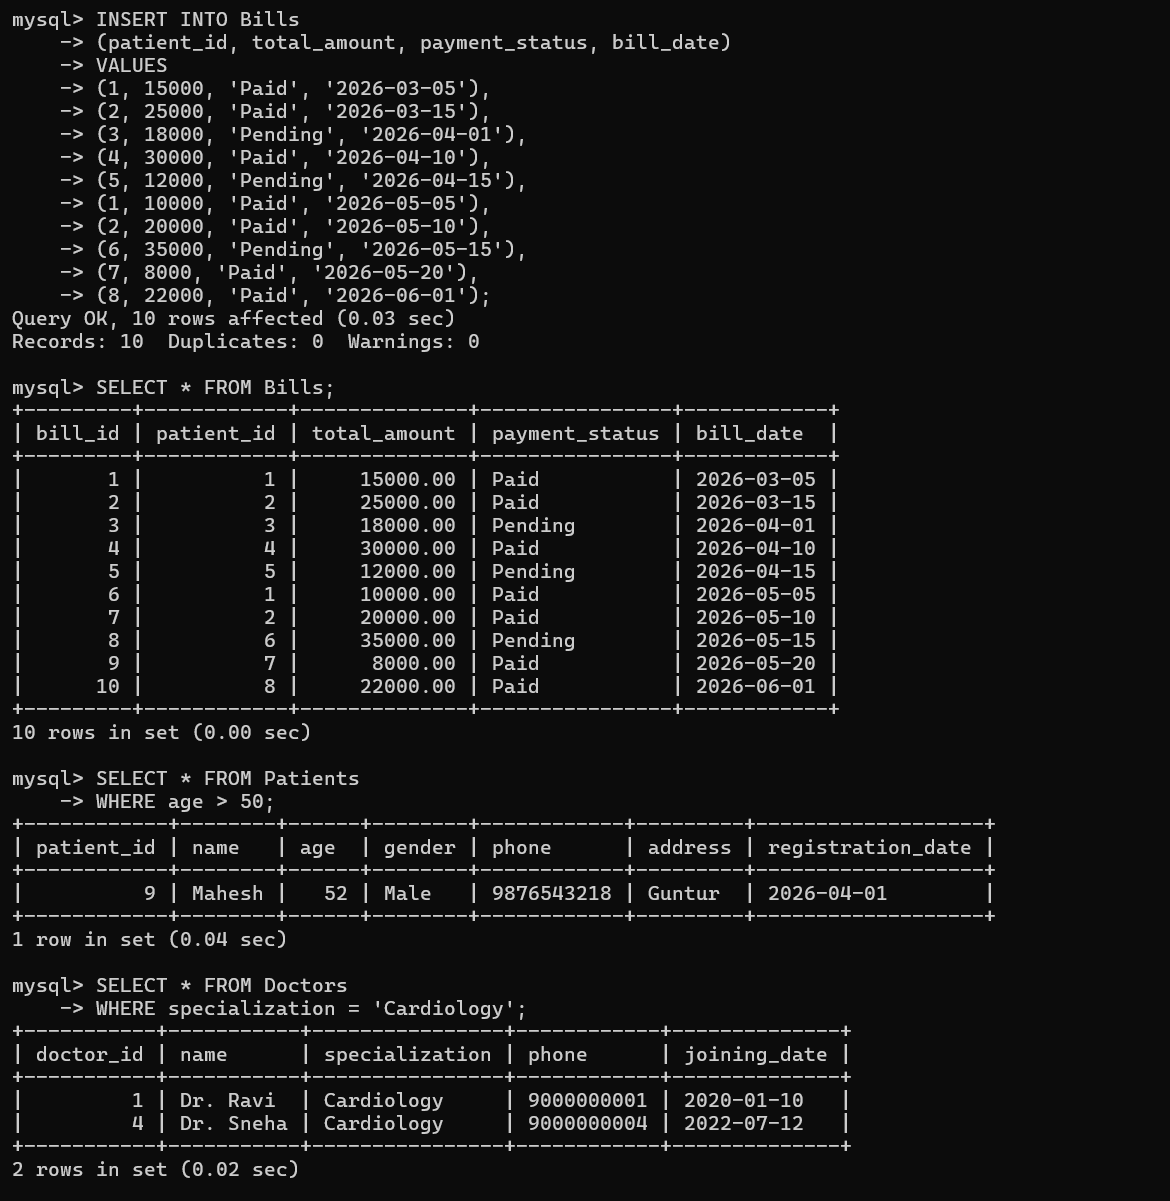 mysql> INSERT INTO Bills
    -> (patient_id, total_amount, payment_status, bill_date)
    -> VALUES
    -> (1, 15000, 'Paid', '2026-03-05'),
    -> (2, 25000, 'Paid', '2026-03-15'),
    -> (3, 18000, 'Pending', '2026-04-01'),
    -> (4, 30000, 'Paid', '2026-04-10'),
    -> (5, 12000, 'Pending', '2026-04-15'),
    -> (1, 10000, 'Paid', '2026-05-05'),
    -> (2, 20000, 'Paid', '2026-05-10'),
    -> (6, 35000, 'Pending', '2026-05-15'),
    -> (7, 8000, 'Paid', '2026-05-20'),
    -> (8, 22000, 'Paid', '2026-06-01');
Query OK, 10 rows affected (0.03 sec)
Records: 10  Duplicates: 0  Warnings: 0

mysql> SELECT * FROM Bills;
+---------+------------+--------------+----------------+------------+
| bill_id | patient_id | total_amount | payment_status | bill_date  |
+---------+------------+--------------+----------------+------------+
|       1 |          1 |     15000.00 | Paid           | 2026-03-05 |
|       2 |          2 |     25000.00 | Paid           | 2026-03-15 |
|       3 |          3 |     18000.00 | Pending        | 2026-04-01 |
|       4 |          4 |     30000.00 | Paid           | 2026-04-10 |
|       5 |          5 |     12000.00 | Pending        | 2026-04-15 |
|       6 |          1 |     10000.00 | Paid           | 2026-05-05 |
|       7 |          2 |     20000.00 | Paid           | 2026-05-10 |
|       8 |          6 |     35000.00 | Pending        | 2026-05-15 |
|       9 |          7 |      8000.00 | Paid           | 2026-05-20 |
|      10 |          8 |     22000.00 | Paid           | 2026-06-01 |
+---------+------------+--------------+----------------+------------+
10 rows in set (0.00 sec)

mysql> SELECT * FROM Patients
    -> WHERE age > 50;
+------------+--------+------+--------+------------+---------+-------------------+
| patient_id | name   | age  | gender | phone      | address | registration_date |
+------------+--------+------+--------+------------+---------+-------------------+
|          9 | Mahesh |   52 | Male   | 9876543218 | Guntur  | 2026-04-01        |
+------------+--------+------+--------+------------+---------+-------------------+
1 row in set (0.04 sec)

mysql> SELECT * FROM Doctors
    -> WHERE specialization = 'Cardiology';
+-----------+-----------+----------------+------------+--------------+
| doctor_id | name      | specialization | phone      | joining_date |
+-----------+-----------+----------------+------------+--------------+
|         1 | Dr. Ravi  | Cardiology     | 9000000001 | 2020-01-10   |
|         4 | Dr. Sneha | Cardiology     | 9000000004 | 2022-07-12   |
+-----------+-----------+----------------+------------+--------------+
2 rows in set (0.02 sec)